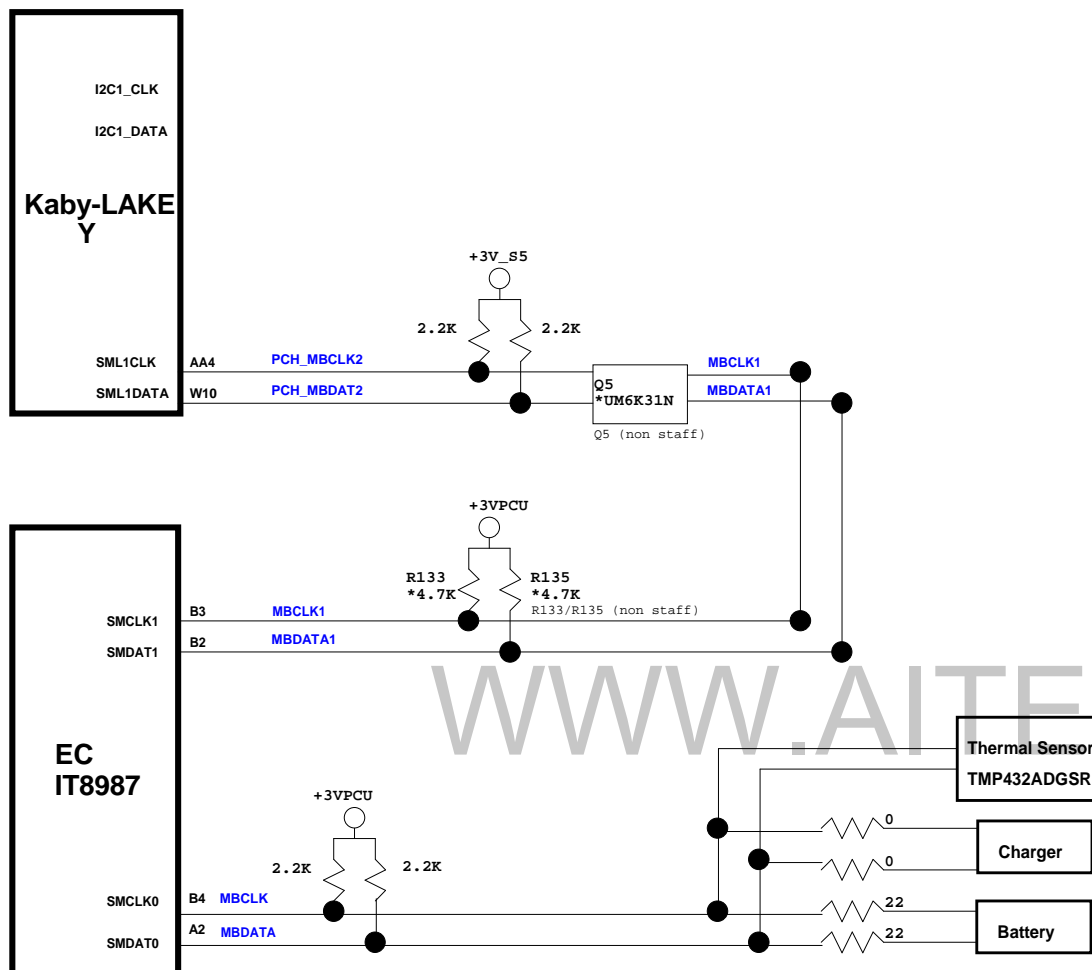 I2C1_CLK
I2C1_DATA
Kaby-LAKE
Y
+3V_S5
2.2K 2.2K
SML1CLK AA4 PCH_MBCLK2
SML1DATA W10 PCH_MBDAT2
Q5
*UM6K31N
MBCLK1
MBDATA1
Q5 (non staff)
+3VPCU
R133
*4.7K
R135
*4.7K
R133/R135 (non staff)
SMCLK1 B3 MBCLK1
SMDAT1 B2 MBDATA1
WWW.AITE
EC
IT8987
Thermal Sensor
TMP432ADGSR
+3VPCU
2.2K 2.2K
0
0
Charger
SMCLK0 B4 MBCLK
SMDAT0 A2 MBDATA
22
22
Battery